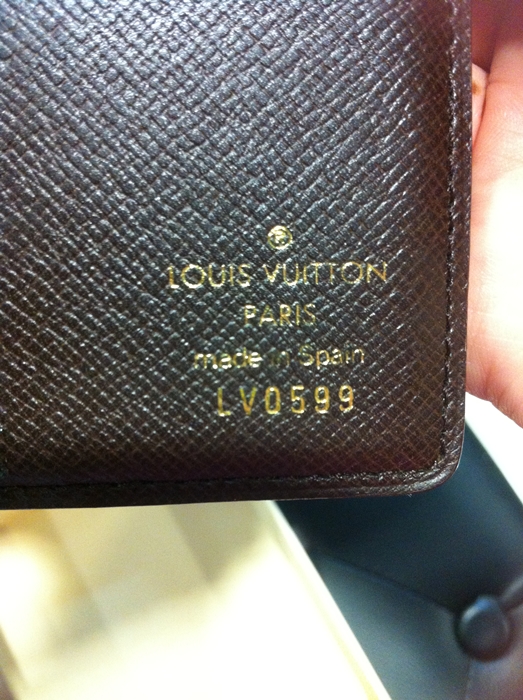 ®
LOUIS VUITTON
PARIS
made in Spain
LV0599